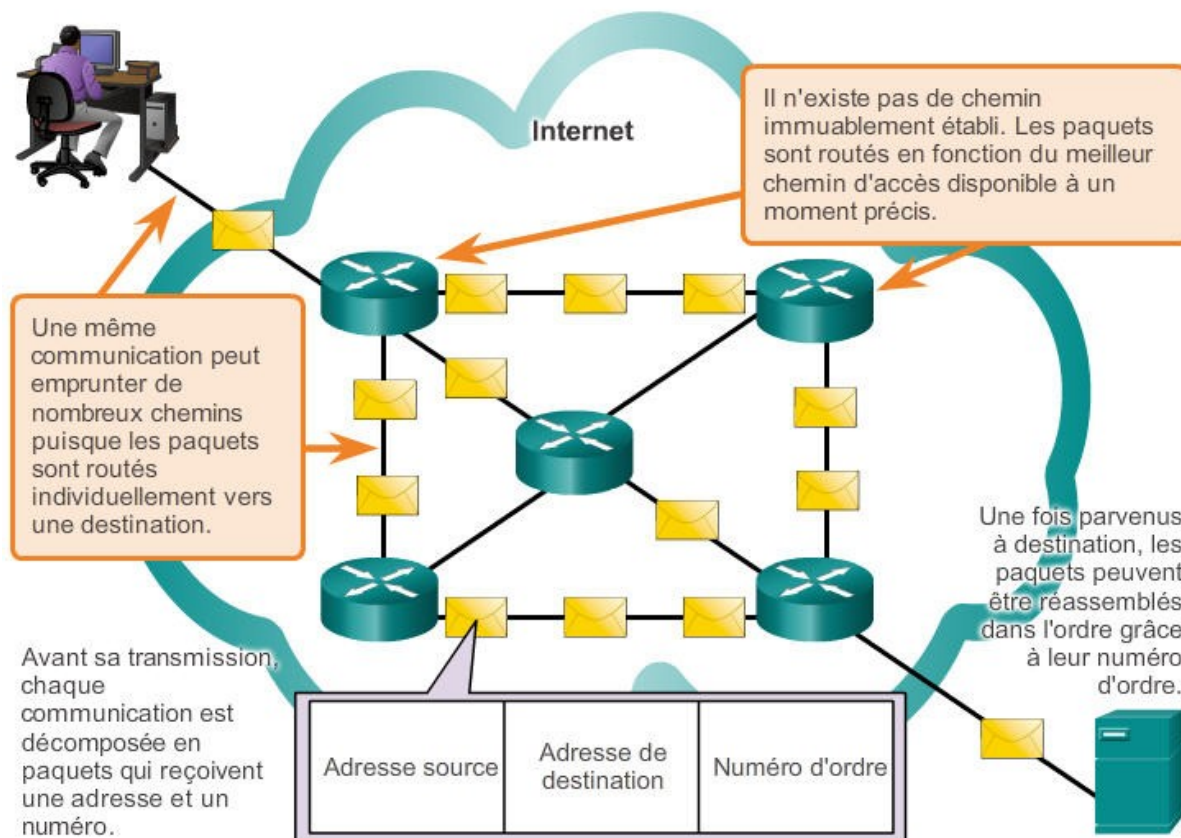 Internet
Il n'existe pas de chemin
immuablement établi. Les paquets
sont routés en fonction du meilleur
chemin d'accès disponible à un
moment précis.
Une même
communication peut
emprunter de
nombreux chemins
puisque les paquets
sont routés
individuellement vers
une destination.
Une fois parvenus
à destination, les
paquets peuvent
être réassemblés
dans l'ordre grâce
à leur numéro
d'ordre.
Avant sa transmission,
chaque
communication est
décomposée en
paquets qui reçoivent
une adresse et un
numéro.
Adresse source
Adresse de
destination
Numéro d'ordre